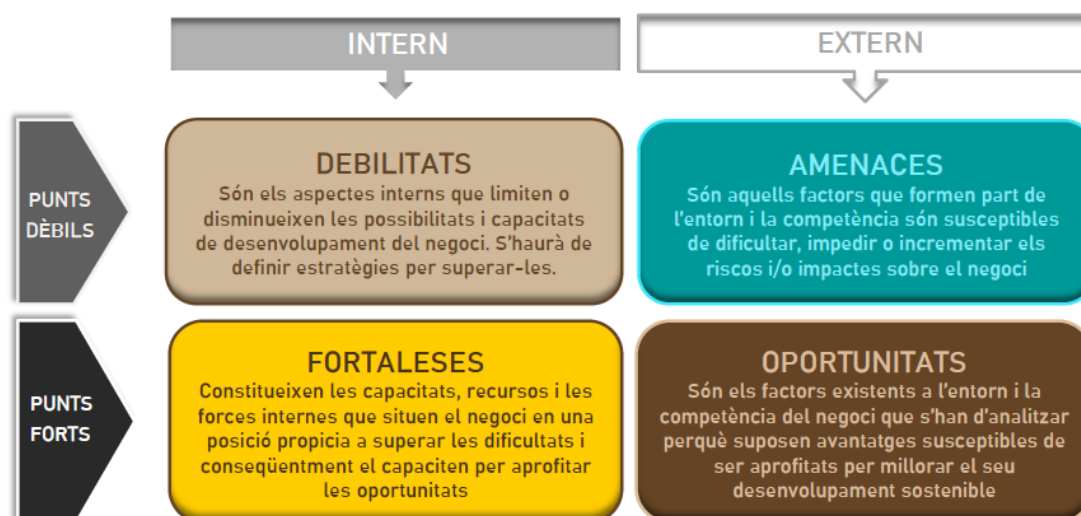 INTERN
EXTERN
PUNTS
DÈBILS
DEBILITATS
Són els aspectes interns que limiten o
disminueixen les possibilitats i capacitats
de desenvolupament del negoci. S'haurà de
definir estratègies per superar-les.
AMENACES
Són aquells factors que formen part de
l'entorn i la competència són susceptibles
de dificultar, impedir o incrementar els
riscos i/o impactes sobre el negoci
PUNTS
FORTS
FORTALESES
Constitueixen les capacitats, recursos i les
forces internes que situen el negoci en una
posició propicia a superar les dificultats i
conseqüentment el capaciten per aprofitar
les oportunitats
OPORTUNITATS
Són els factors existents a l'entorn i la
competència del negoci que s'han d'analitzar
perquè suposen avantatges susceptibles de
ser aprofitats per millorar el seu
desenvolupament sostenible